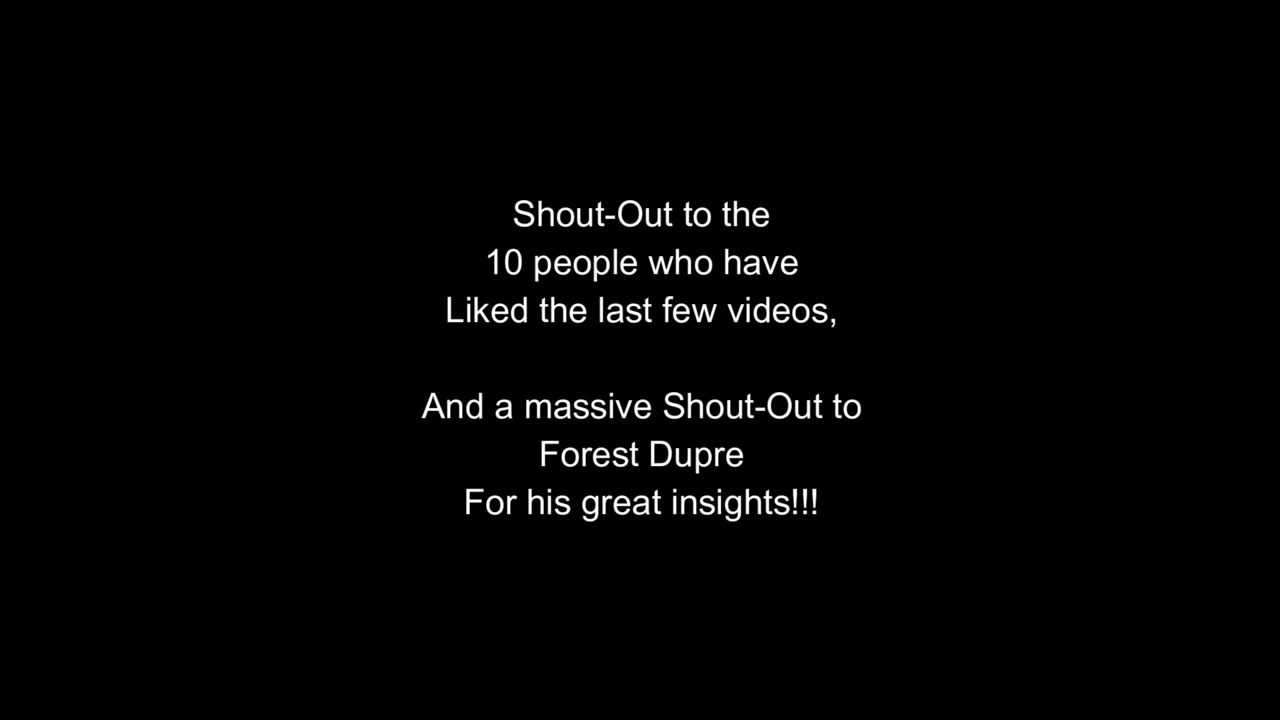 Shout-Out to the
10 people who have
Liked the last few videos,
And a massive Shout-Out to
Forest Dupre
For his great insights!!!